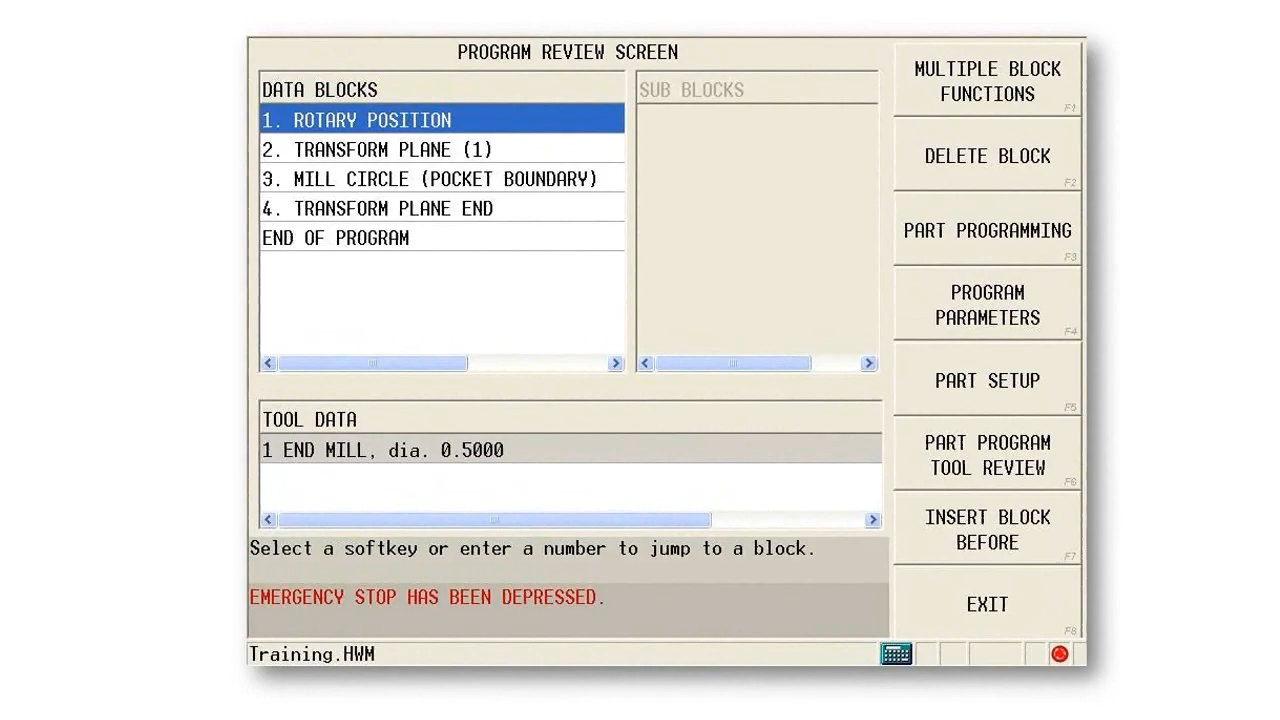 PROGRAM REVIEW SCREEN
DATA BLOCKS
1. ROTARY POSITION
2. TRANSFORM PLANE (1)
3. MILL CIRCLE (POCKET BOUNDARY)
4. TRANSFORM PLANE END
END OF PROGRAM
SUB BLOCKS
TOOL DATA
1 END MILL, dia. 0.5000
Select a softkey or enter a number to jump to a block.
EMERGENCY STOP HAS BEEN DEPRESSED.
Training.HWM
MULTIPLE BLOCK
FUNCTIONS
F1
DELETE BLOCK
F2
PART PROGRAMMING
F3
PROGRAM
PARAMETERS
F4
PART SETUP
F5
PART PROGRAM
TOOL REVIEW
F6
INSERT BLOCK
BEFORE
F7
EXIT
F8